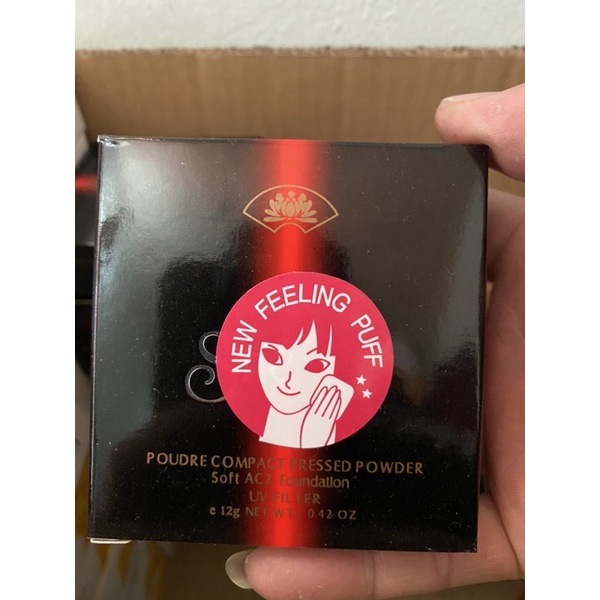 NEW FEELING PUFF
POUDRE COMPACT PRESSED POWDER
Soft ACZ Foundation
UV FILTER
e 12g NET WT. 0.42 OZ